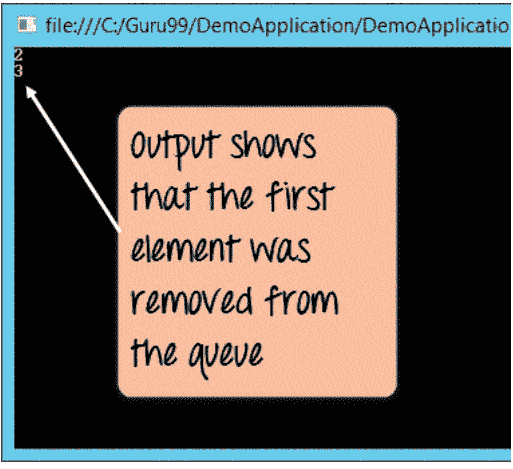 file:///C:/Guru99/DemoApplication/DemoApplicatio
2
3
Output shows
that the first
element was
removed from
the queue